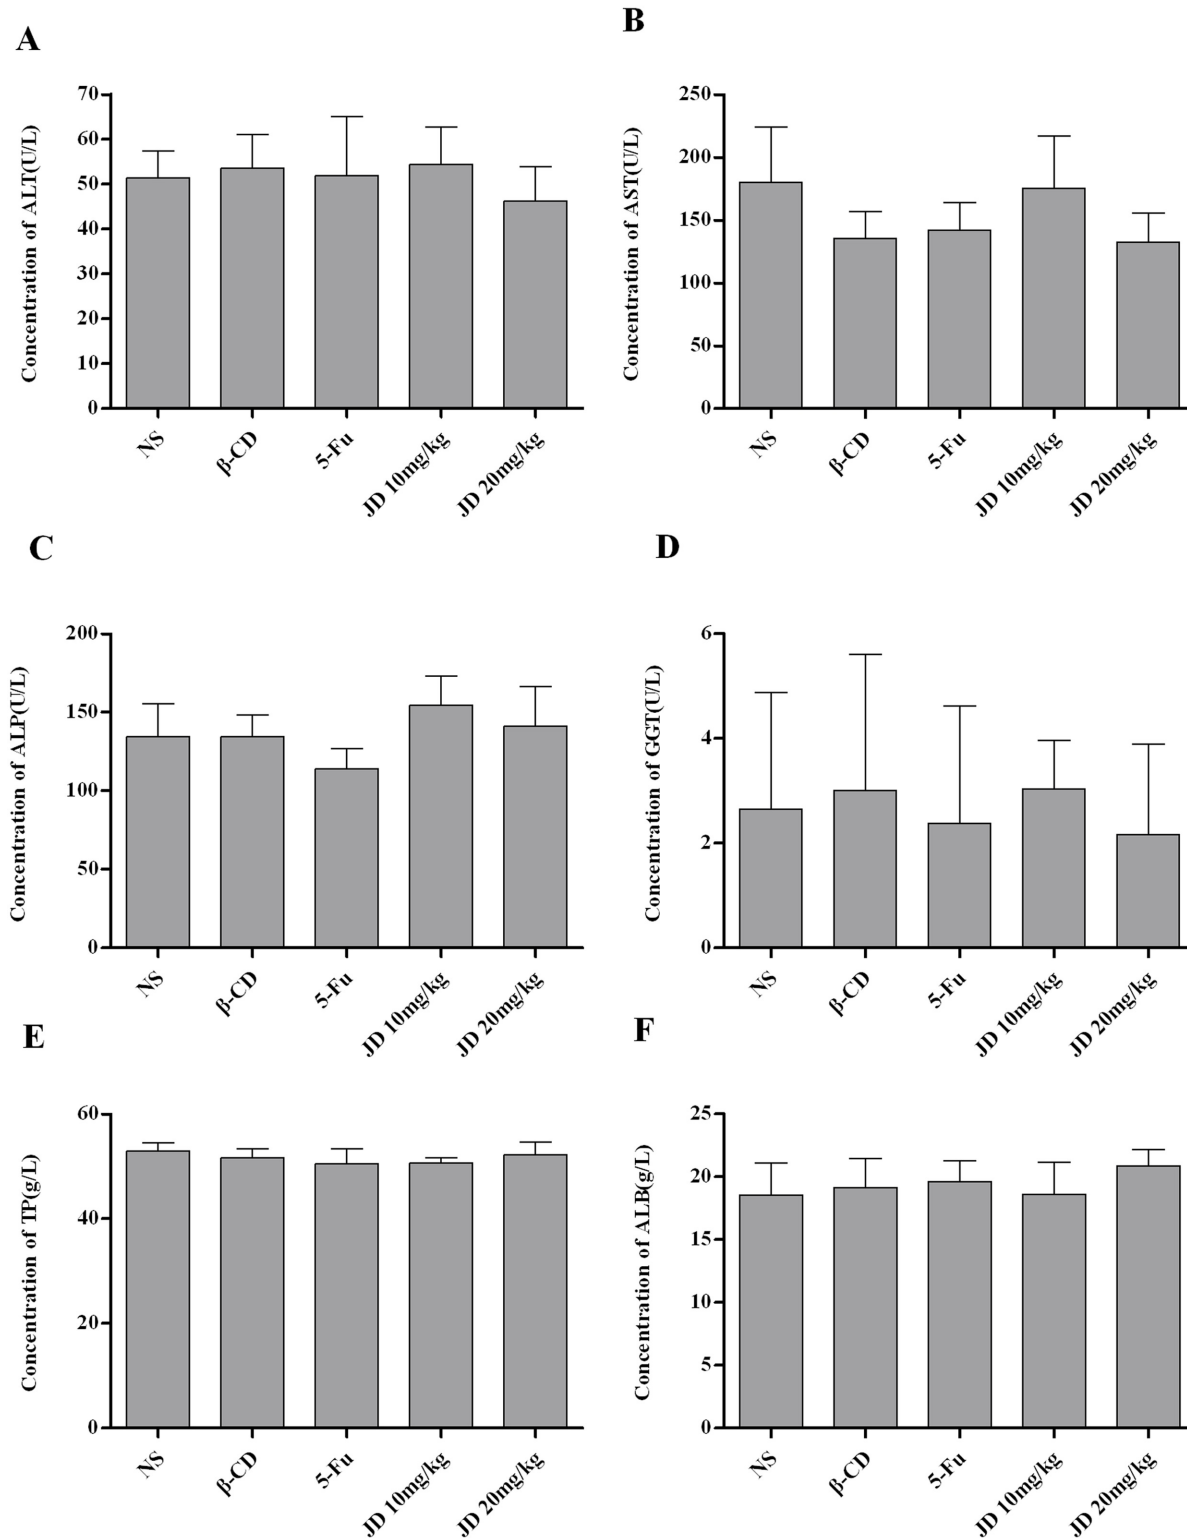 A
Concentration of ALT(U/L)
70
60
50
40
30
20
10
0
NS
β-CD
5-Fu
JD 10mg/kg
JD 20mg/kg
B
Concentration of AST(U/L)
250
200
150
100
50
0
NS
β-CD
5-Fu
JD 10mg/kg
JD 20mg/kg
C
Concentration of ALP(U/L)
200
150
100
50
0
NS
β-CD
5-Fu
JD 10mg/kg
JD 20mg/kg
D
Concentration of GGT(U/L)
6
4
2
0
NS
β-CD
5-Fu
JD 10mg/kg
JD 20mg/kg
E
Concentration of TP(g/L)
60
40
20
0
NS
β-CD
5-Fu
JD 10mg/kg
JD 20mg/kg
F
Concentration of ALB(g/L)
25
20
15
10
5
0
NS
β-CD
5-Fu
JD 10mg/kg
JD 20mg/kg